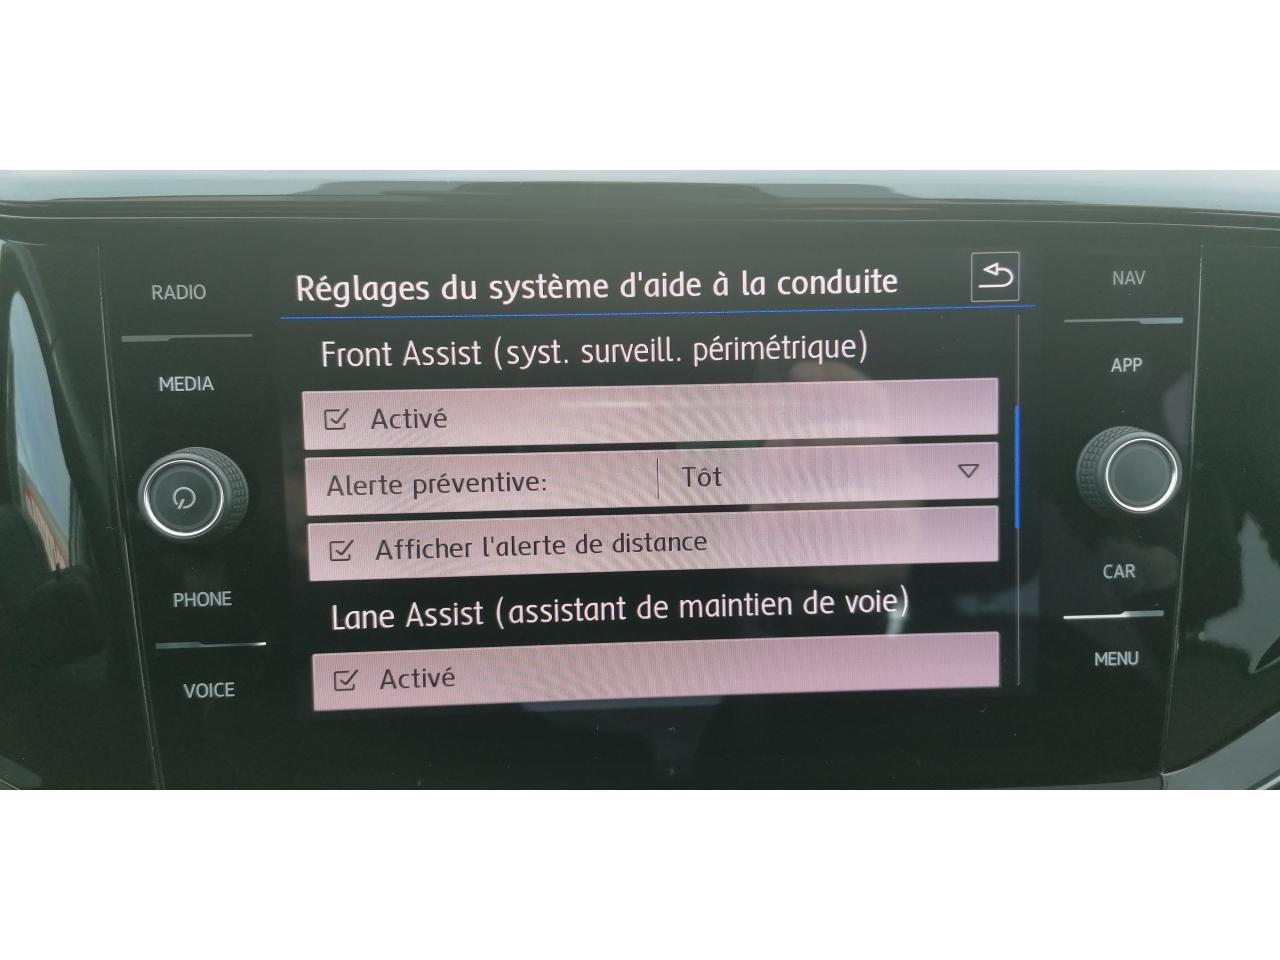 RADIO
MEDIA
PHONE
VOICE
Réglages du système d'aide à la conduite
Front Assist (syst. surveill. périmétrique)
Activé
Alerte préventive: Tôt
Afficher l'alerte de distance
Lane Assist (assistant de maintien de voie)
Activé
NAV
APP
CAR
MENU